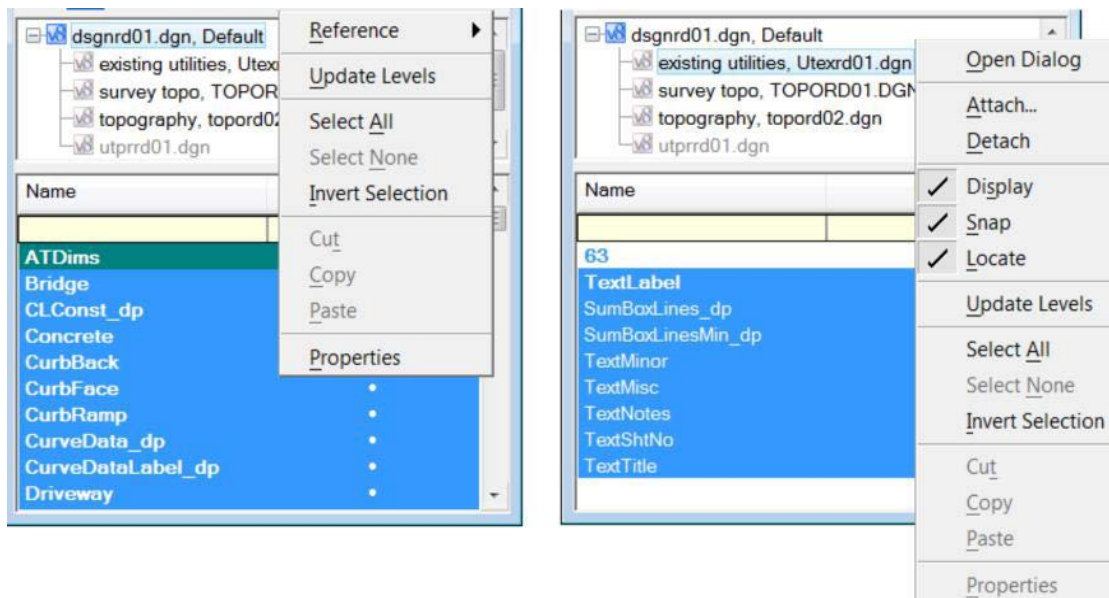 dsgnrd01.dgn, Default
existing utilities, Utex
survey topo, TOPOR
topography, topord0
utprrd01.dgn
Name
ATDims
Bridge
CLConst_dp
Concrete
CurbBack
CurbFace
CurbRamp
CurveData_dp
CurveDataLabel_dp
Driveway
Reference
Update Levels
Select All
Select None
Invert Selection
Cut
Copy
Paste
Properties
dsgnrd01.dgn, Default
existing utilities, Utexrd01.dgn
survey topo, TOPORD01.DGN
topography, topord02.dgn
utprrd01.dgn
Name
63
TextLabel
SumBoxLines_dp
SumBoxLinesMin_dp
TextMinor
TextMisc
TextNotes
TextShtNo
TextTitle
Open Dialog
Attach...
Detach
Display
Snap
Locate
Update Levels
Select All
Select None
Invert Selection
Cut
Copy
Paste
Properties